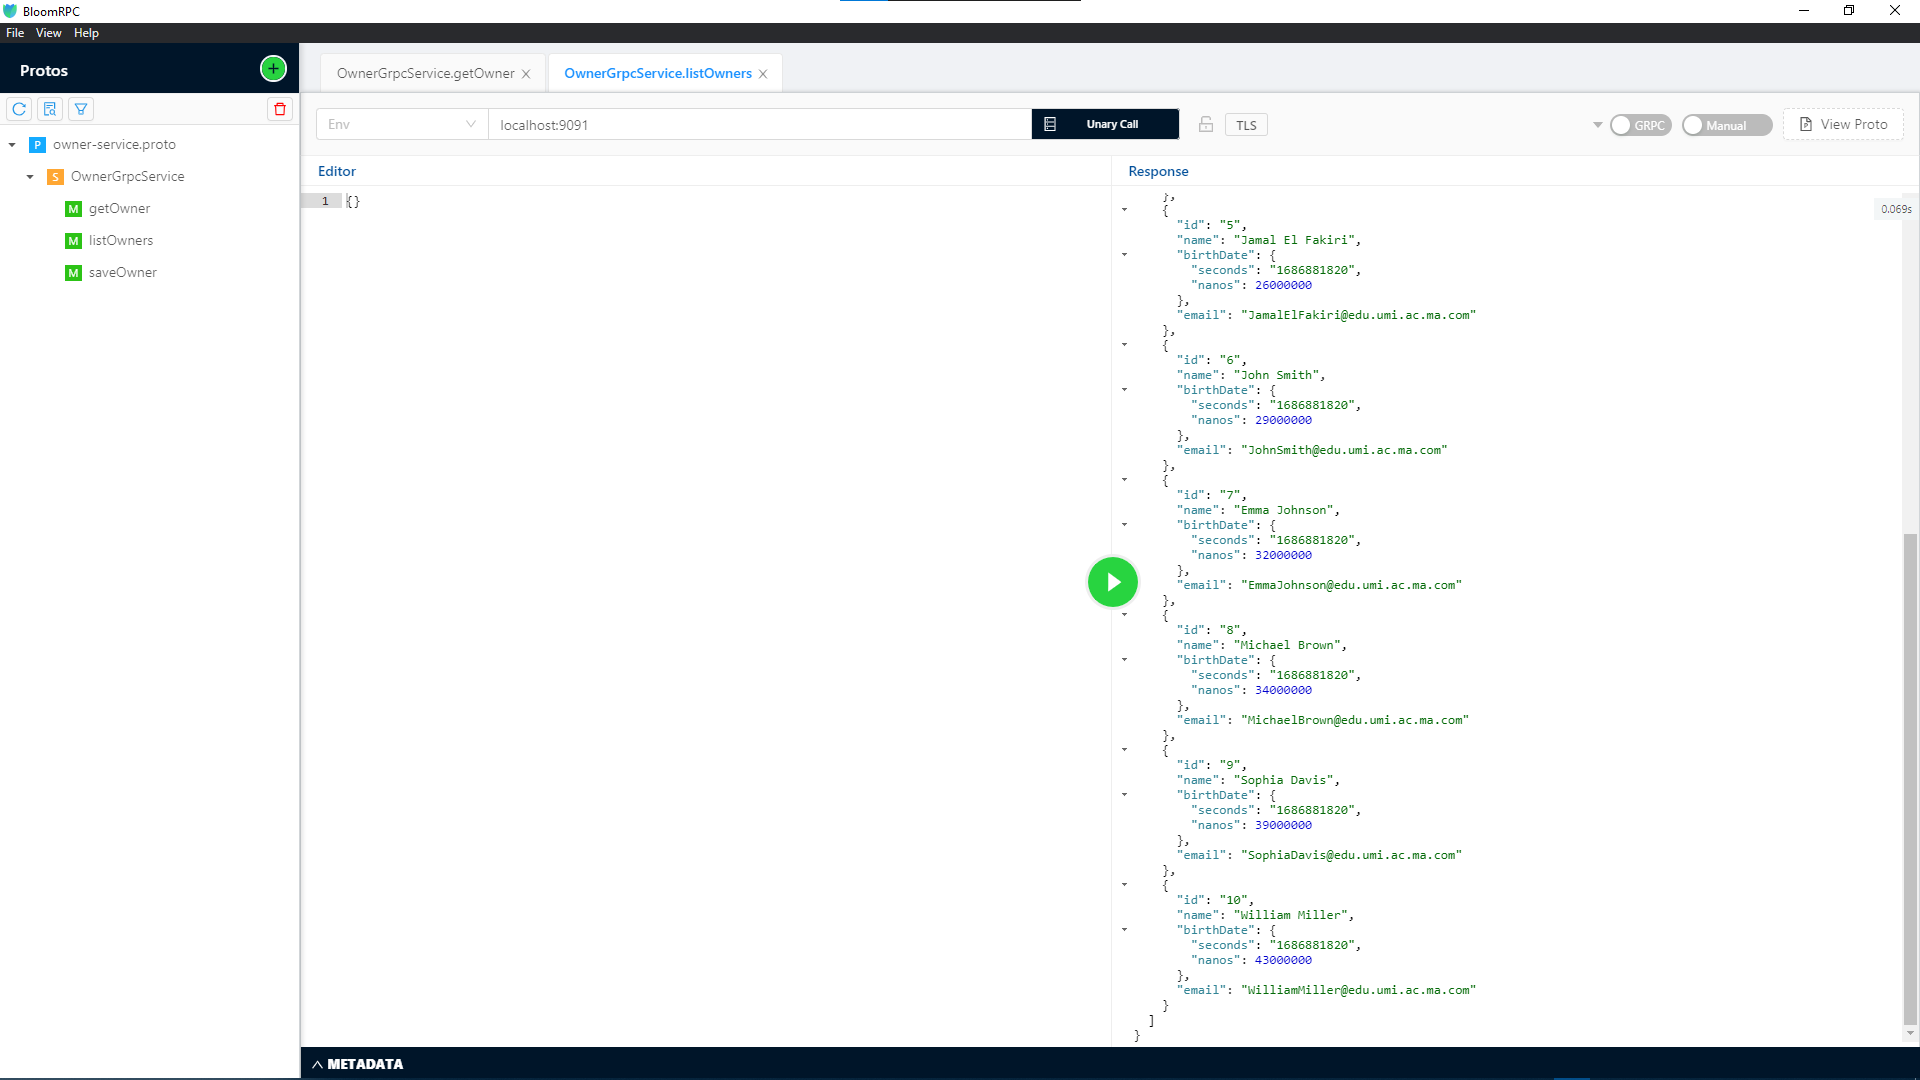 BloomRPC
File View Help
Protos
OwnerGrpcService.getOwner
OwnerGrpcService.listOwners
Env
localhost:9091
Unary Call
TLS
GRPC
Manual
View Proto
P owner-service.proto
S OwnerGrpcService
M getOwner
M listOwners
M saveOwner
Editor
1 {}
Response
0.069s
},
{
"id": "5",
"name": "Jamal El Fakiri",
"birthDate": {
"seconds": "1686881820",
"nanos": 26000000
},
"email": "JamalElFakiri@edu.umi.ac.ma.com"
},
{
"id": "6",
"name": "John Smith",
"birthDate": {
"seconds": "1686881820",
"nanos": 29000000
},
"email": "JohnSmith@edu.umi.ac.ma.com"
},
{
"id": "7",
"name": "Emma Johnson",
"birthDate": {
"seconds": "1686881820",
"nanos": 32000000
},
"email": "EmmaJohnson@edu.umi.ac.ma.com"
},
{
"id": "8",
"name": "Michael Brown",
"birthDate": {
"seconds": "1686881820",
"nanos": 34000000
},
"email": "MichaelBrown@edu.umi.ac.ma.com"
},
{
"id": "9",
"name": "Sophia Davis",
"birthDate": {
"seconds": "1686881820",
"nanos": 39000000
},
"email": "SophiaDavis@edu.umi.ac.ma.com"
},
{
"id": "10",
"name": "William Miller",
"birthDate": {
"seconds": "1686881820",
"nanos": 43000000
},
"email": "WilliamMiller@edu.umi.ac.ma.com"
}
]
}
METADATA